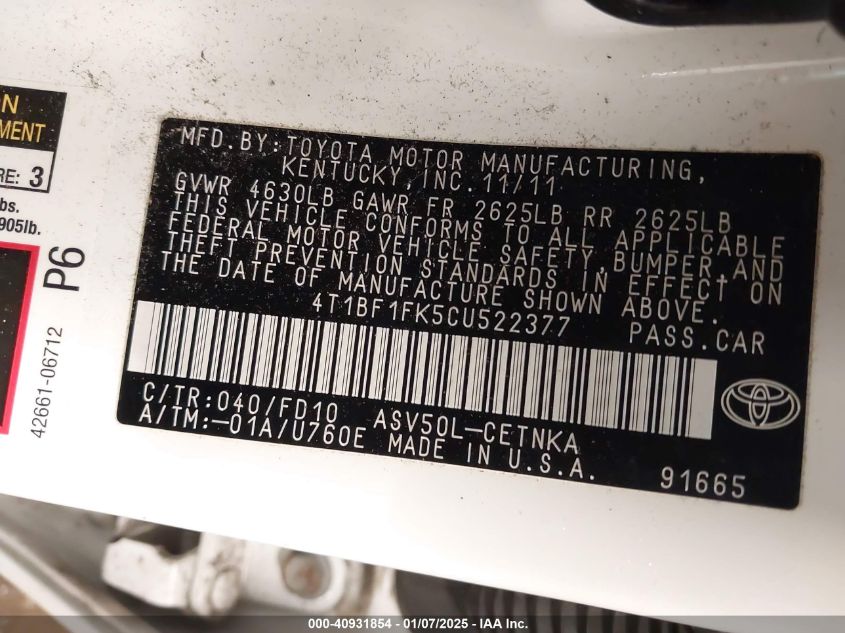 N
MENT
RE: 3
bs.
905lb.
P6
42661-06712
MFD.BY:TOYOTA MOTOR MANUFACTURING,
KENTUCKY,INC.11/11
GVWR 4630LB GAWR FR 2625LB RR 2625LB
THIS VEHICLE CONFORMS TO ALL APPLICABLE
FEDERAL MOTOR VEHICLE SAFETY,BUMPER,AND
THEFT PREVENTION STANDARDS IN EFFECT ON
THE DATE OF MANUFACTURE SHOWN ABOVE.
4T1BF1FK5CU522377 PASS.CAR
C/TR:040/FD10 ASV50L-CETNKA
A/TM:-01A/U760E MADE IN U.S.A.
91665
000-40931854 - 01/07/2025 - IAA Inc.